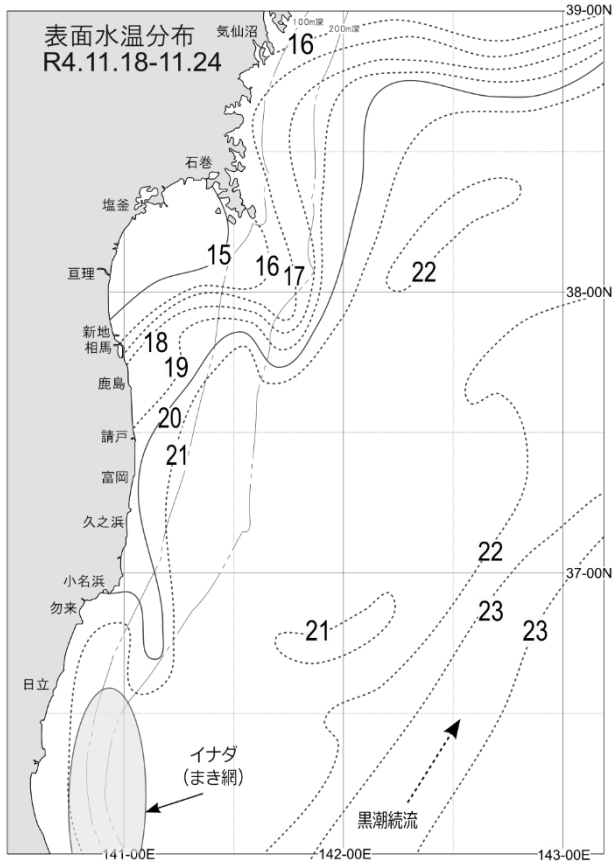 39-00N
気仙沼
100m深
200m深
表面水温分布
R4.11.18-11.24
16
石巻
塩釜
15
16
17
22
亘理
38-00N
新地
相馬
18
19
鹿島
20
請戸
21
富岡
久之浜
22
37-00N
小名浜
勿来
23
21
23
日立
イナダ
(まき網)
黒潮続流
141-00E
142-00E
143-00E